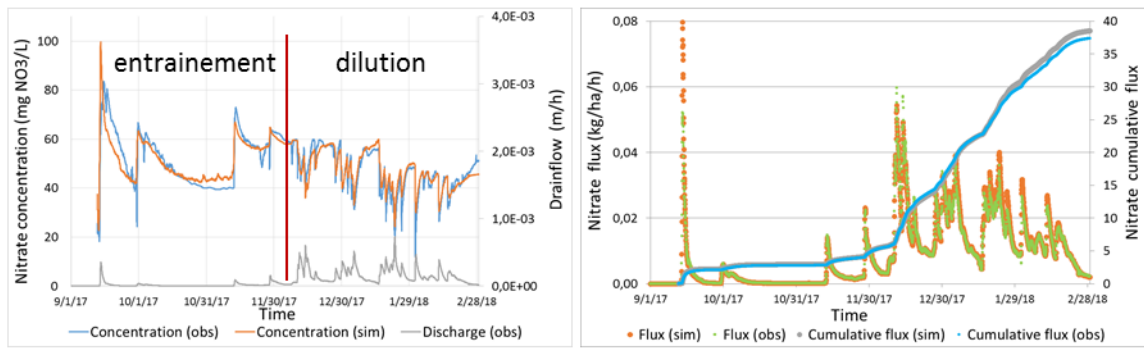 Nitrate concentration (mg NO3/L)
100
80
60
40
20
0
entrainement
dilution
4,0E-03
3,0E-03
2,0E-03
1,0E-03
0,0E+00
Drainflow (m/h)
9/1/17 10/1/17 10/31/17 11/30/17 12/30/17 1/29/18 2/28/18
Time
Concentration (obs) Concentration (sim) Discharge (obs)
Nitrate flux (kg/ha/h)
0,08
0,06
0,04
0,02
0,00
40
35
30
25
20
15
10
5
0
Nitrate cumulative flux
9/1/17 10/1/17 10/31/17 11/30/17 12/30/17 1/29/18 2/28/18
Time
Flux (sim) Flux (obs) Cumulative flux (sim) Cumulative flux (obs)